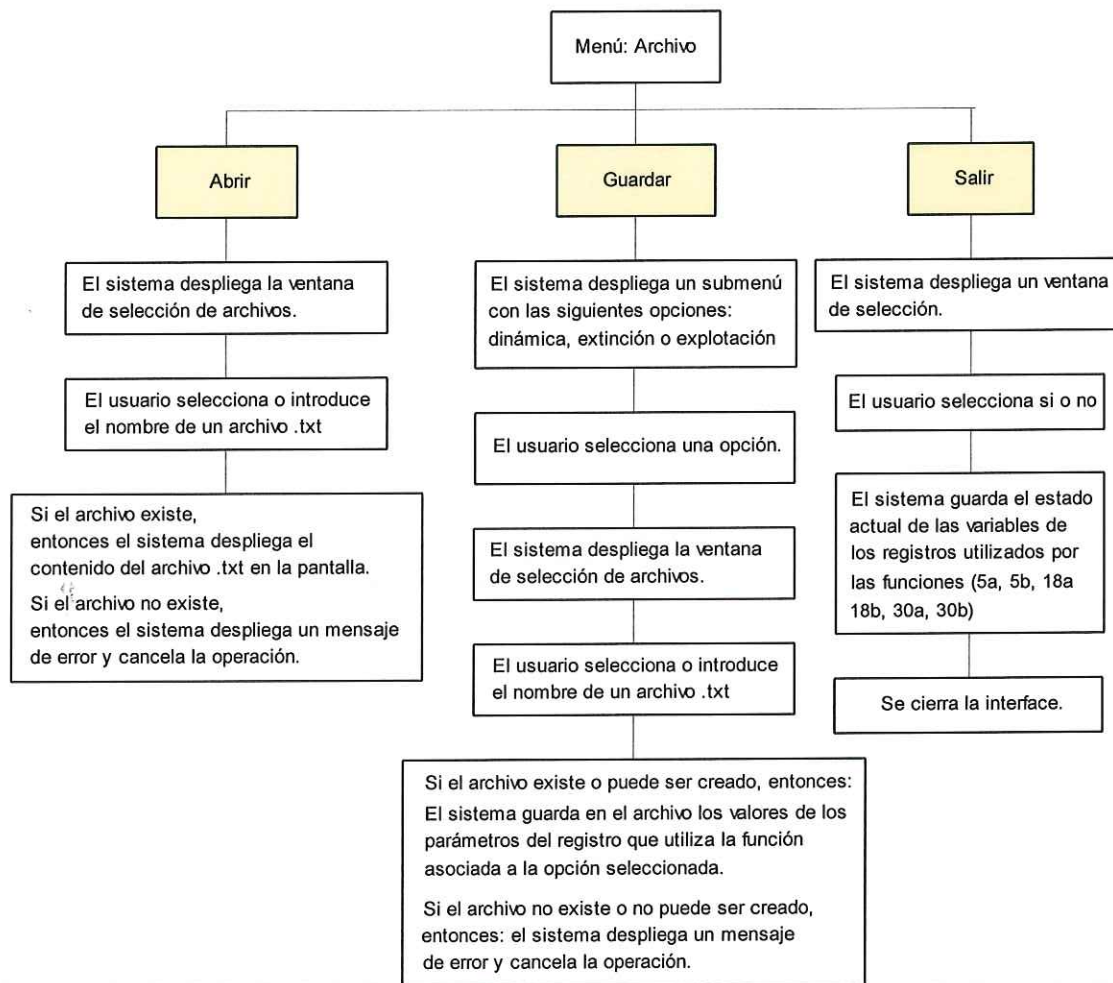 Menú: Archivo
Abrir
Guardar
Salir
El sistema despliega la ventana
de selección de archivos.
El usuario selecciona o introduce
el nombre de un archivo .txt
Si el archivo existe,
entonces el sistema despliega el
contenido del archivo .txt en la pantalla.
Si el archivo no existe,
entonces el sistema despliega un mensaje
de error y cancela la operación.
El sistema despliega un submenú
con las siguientes opciones:
dinámica, extinción o explotación
El usuario selecciona una opción.
El sistema despliega la ventana
de selección de archivos.
El usuario selecciona o introduce
el nombre de un archivo .txt
Si el archivo existe o puede ser creado, entonces:
El sistema guarda en el archivo los valores de los
parámetros del registro que utiliza la función
asociada a la opción seleccionada.
Si el archivo no existe o no puede ser creado,
entonces: el sistema despliega un mensaje
de error y cancela la operación.
El sistema despliega un ventana
de selección.
El usuario selecciona si o no
El sistema guarda el estado
actual de las variables de
los registros utilizados por
las funciones (5a, 5b, 18a
18b, 30a, 30b)
Se cierra la interface.